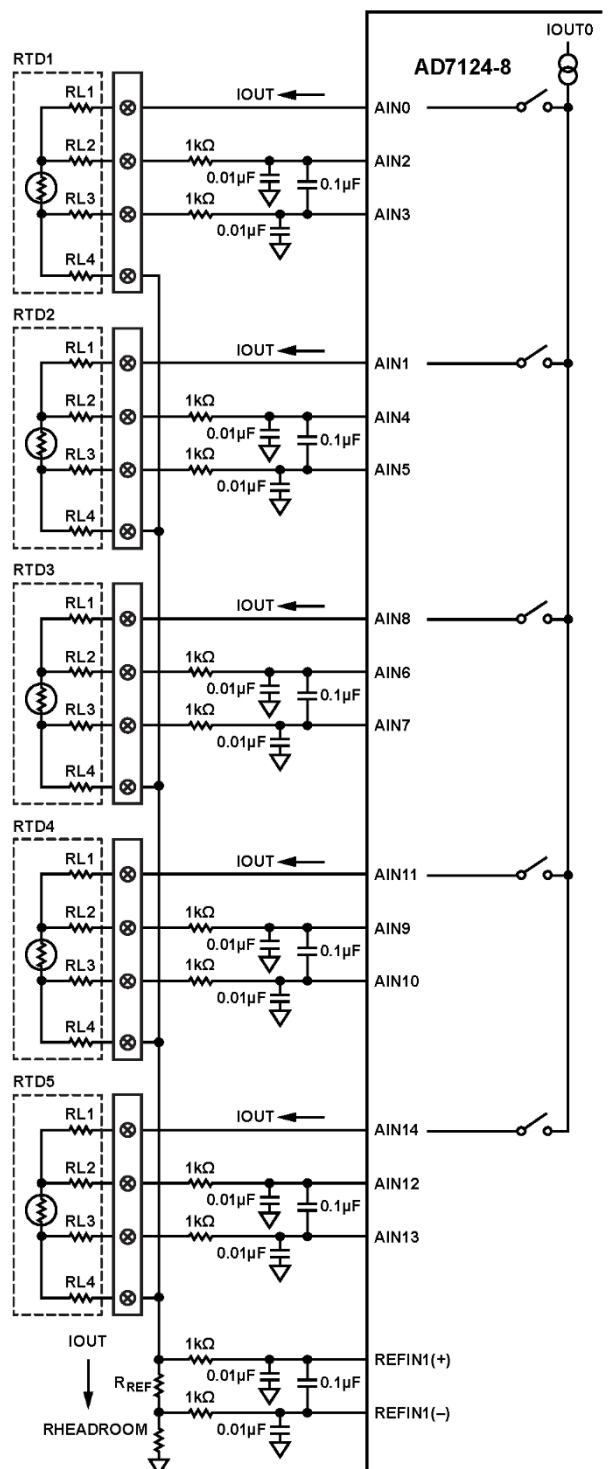 IOUT0
AD7124-8
RTD1
RL1
IOUT
AIN0
RL2
1kΩ
0.01µF
0.1µF
AIN2
RL3
1kΩ
0.01µF
AIN3
RL4
RTD2
RL1
IOUT
AIN1
RL2
1kΩ
0.01µF
0.1µF
AIN4
RL3
1kΩ
0.01µF
AIN5
RL4
RTD3
RL1
IOUT
AIN8
RL2
1kΩ
0.01µF
0.1µF
AIN6
RL3
1kΩ
0.01µF
AIN7
RL4
RTD4
RL1
IOUT
AIN11
RL2
1kΩ
0.01µF
0.1µF
AIN9
RL3
1kΩ
0.01µF
AIN10
RL4
RTD5
RL1
IOUT
AIN14
RL2
1kΩ
0.01µF
0.1µF
AIN12
RL3
1kΩ
0.01µF
AIN13
RL4
IOUT
1kΩ
0.01µF
0.1µF
REFIN1(+)
RREF
1kΩ
0.01µF
REFIN1(–)
RHEADROOM